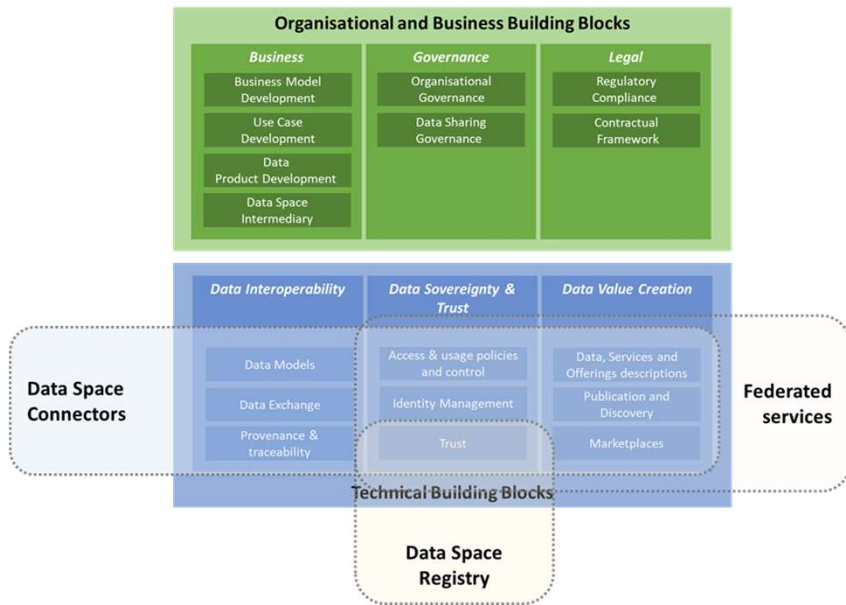 Organisational and Business Building Blocks
Business
Business Model
Development
Use Case
Development
Data
Product Development
Data Space
Intermediary
Governance
Organisational
Governance
Data Sharing
Governance
Legal
Regulatory
Compliance
Contractual
Framework
Data Interoperability
Data Models
Data Exchange
Provenance &
traceability
Data Sovereignty &
Trust
Access & usage policies
and control
Identity Management
Trust
Data Value Creation
Data, Services and
Offerings descriptions
Publication and
Discovery
Marketplaces
Technical Building Blocks
Data Space
Connectors
Federated
services
Data Space
Registry